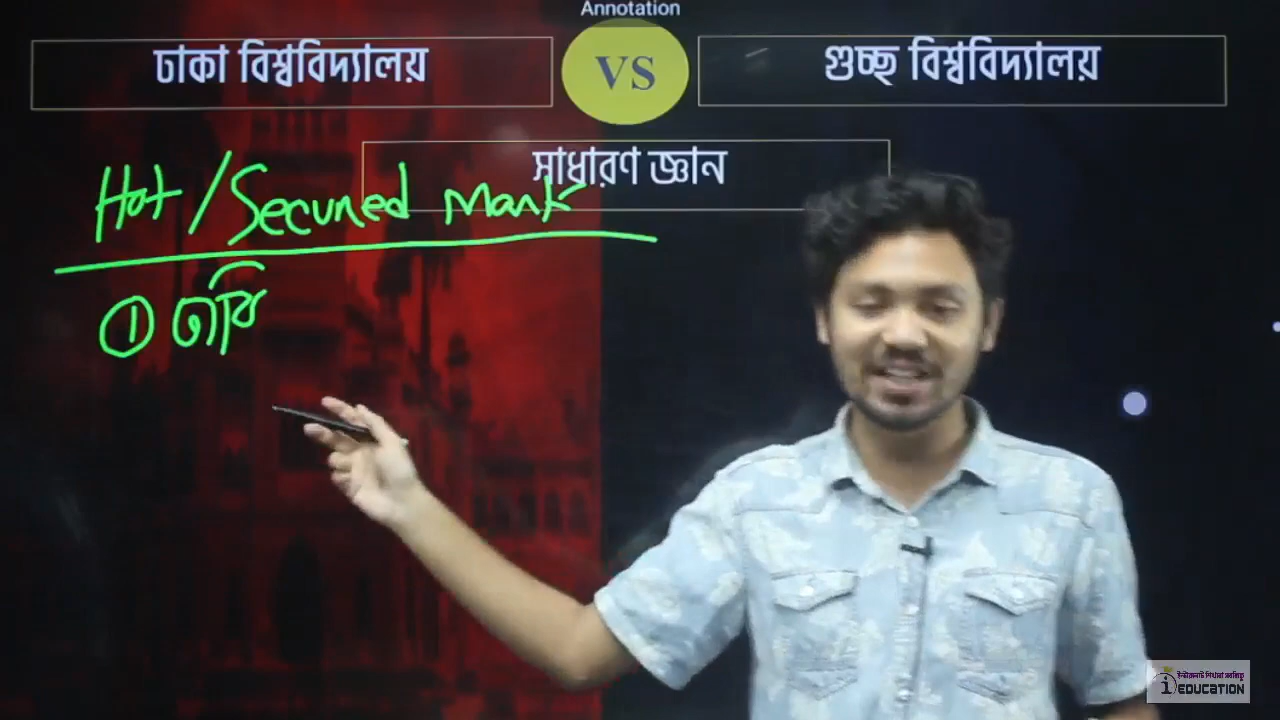 Annotation
ঢাকা বিশ্ববিদ্যালয়
VS
গুচ্ছ বিশ্ববিদ্যালয়
সাধারণ জ্ঞান
Hot / Secured Mark
① ঢাবি
EDUCATION